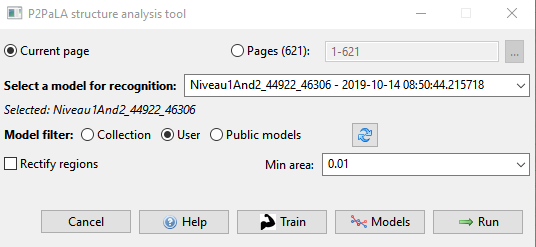 P2PaLA structure analysis tool
Current page Pages (621): 1-621 ...
Select a model for recognition: Niveau1And2_44922_46306 - 2019-10-14 08:50:44.215718
Selected: Niveau1And2_44922_46306
Model filter: Collection User Public models
Rectify regions Min area: 0.01
Cancel Help Train Models Run